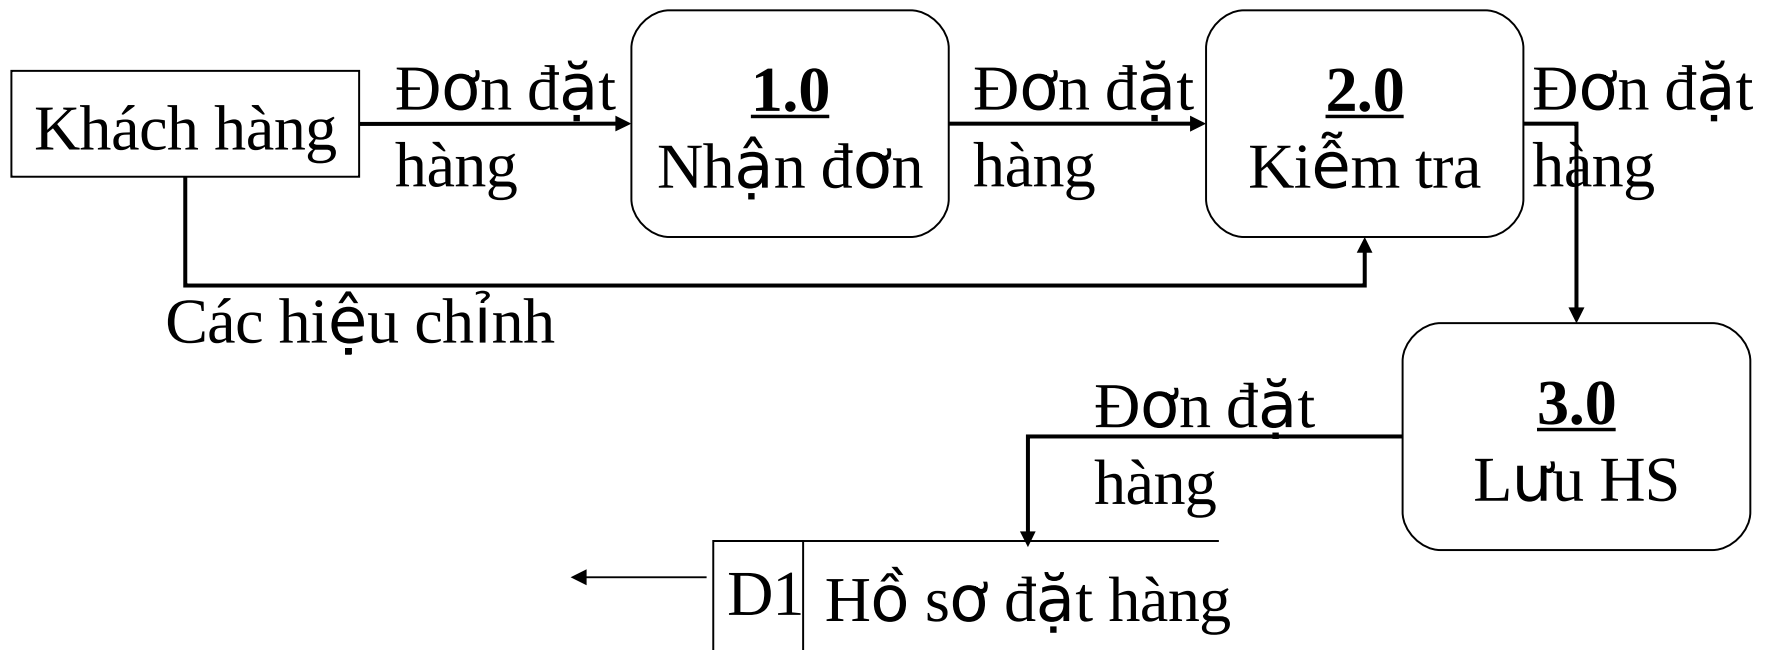 Khách hàng
Đơn đặt
hàng
1.0
Nhận đơn
Đơn đặt
hàng
2.0
Kiễm tra
Đơn đặt
hàng
Các hiệu chỉnh
3.0
Lưu HS
Đơn đặt
hàng
D1
Hồ sơ đặt hàng